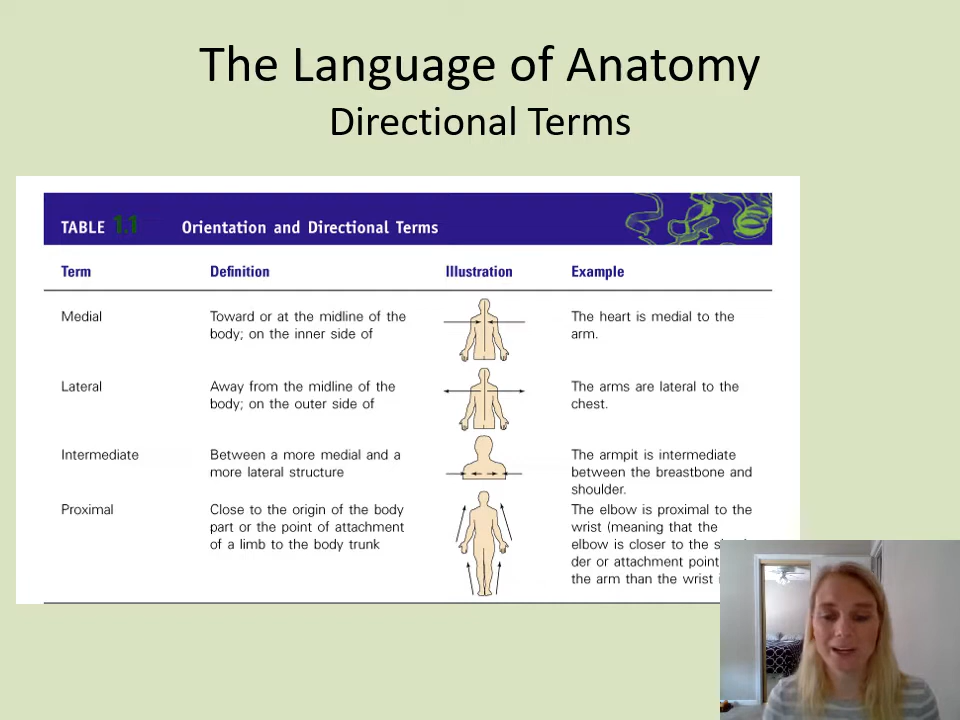 The Language of Anatomy
Directional Terms
TABLE 1.1 Orientation and Directional Terms
Term Definition Illustration Example
Medial Toward or at the midline of the The heart is medial to the
body; on the inner side of arm.
Lateral Away from the midline of the The arms are lateral to the
body; on the outer side of chest.
Intermediate Between a more medial and a The armpit is intermediate
more lateral structure between the breastbone and
shoulder.
Proximal Close to the origin of the body The elbow is proximal to the
part or the point of attachment wrist (meaning that the
of a limb to the body trunk elbow is closer to the
der or attachment point
the arm than the wrist